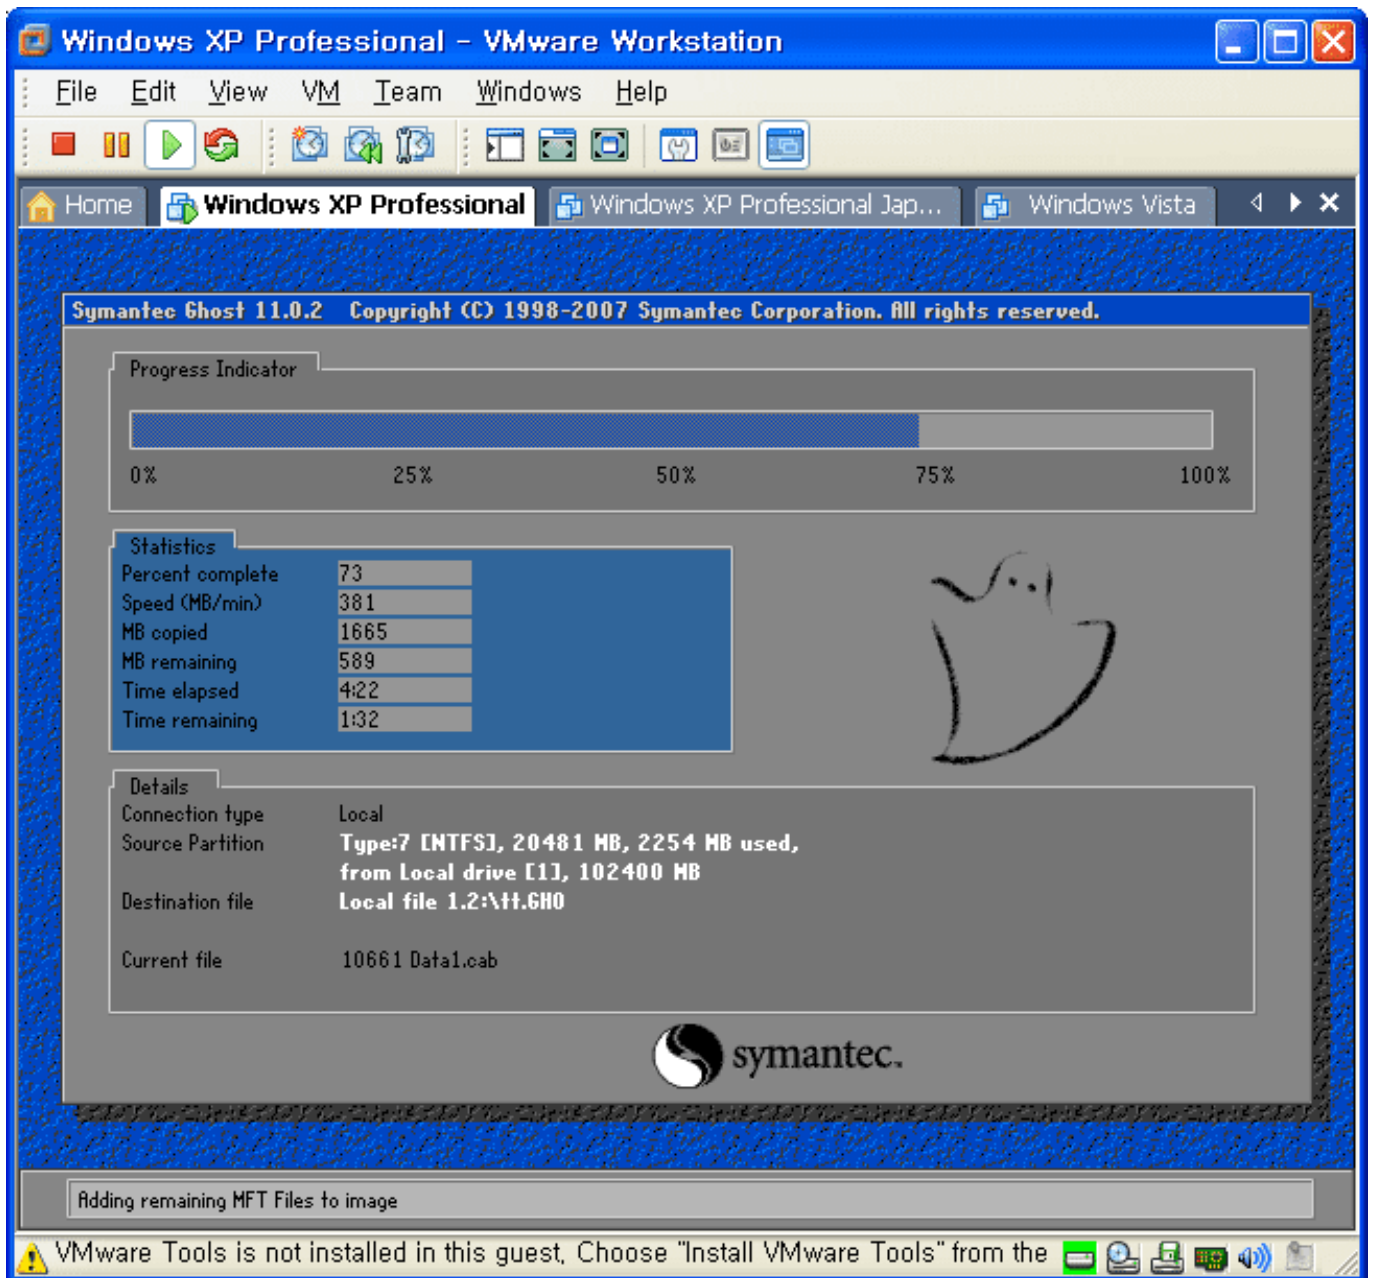 Windows XP Professional - VMware Workstation
File Edit View VM Team Windows Help
Home Windows XP Professional Windows XP Professional Jap... Windows Vista
Symantec Ghost 11.0.2 Copyright (C) 1998-2007 Symantec Corporation. All rights reserved.
Progress Indicator
0% 25% 50% 75% 100%
Statistics
Percent complete 73
Speed (MB/min) 381
MB copied 1665
MB remaining 589
Time elapsed 4:22
Time remaining 1:32
Details
Connection type Local
Source Partition Type:7 [NTFS], 20481 MB, 2254 MB used,
from Local drive [1], 102400 MB
Destination file Local file 1.2:\tt.GHO
Current file 10661 Data1.cab
symantec.
Adding remaining MFT Files to image
VMware Tools is not installed in this guest, Choose "Install VMware Tools" from the